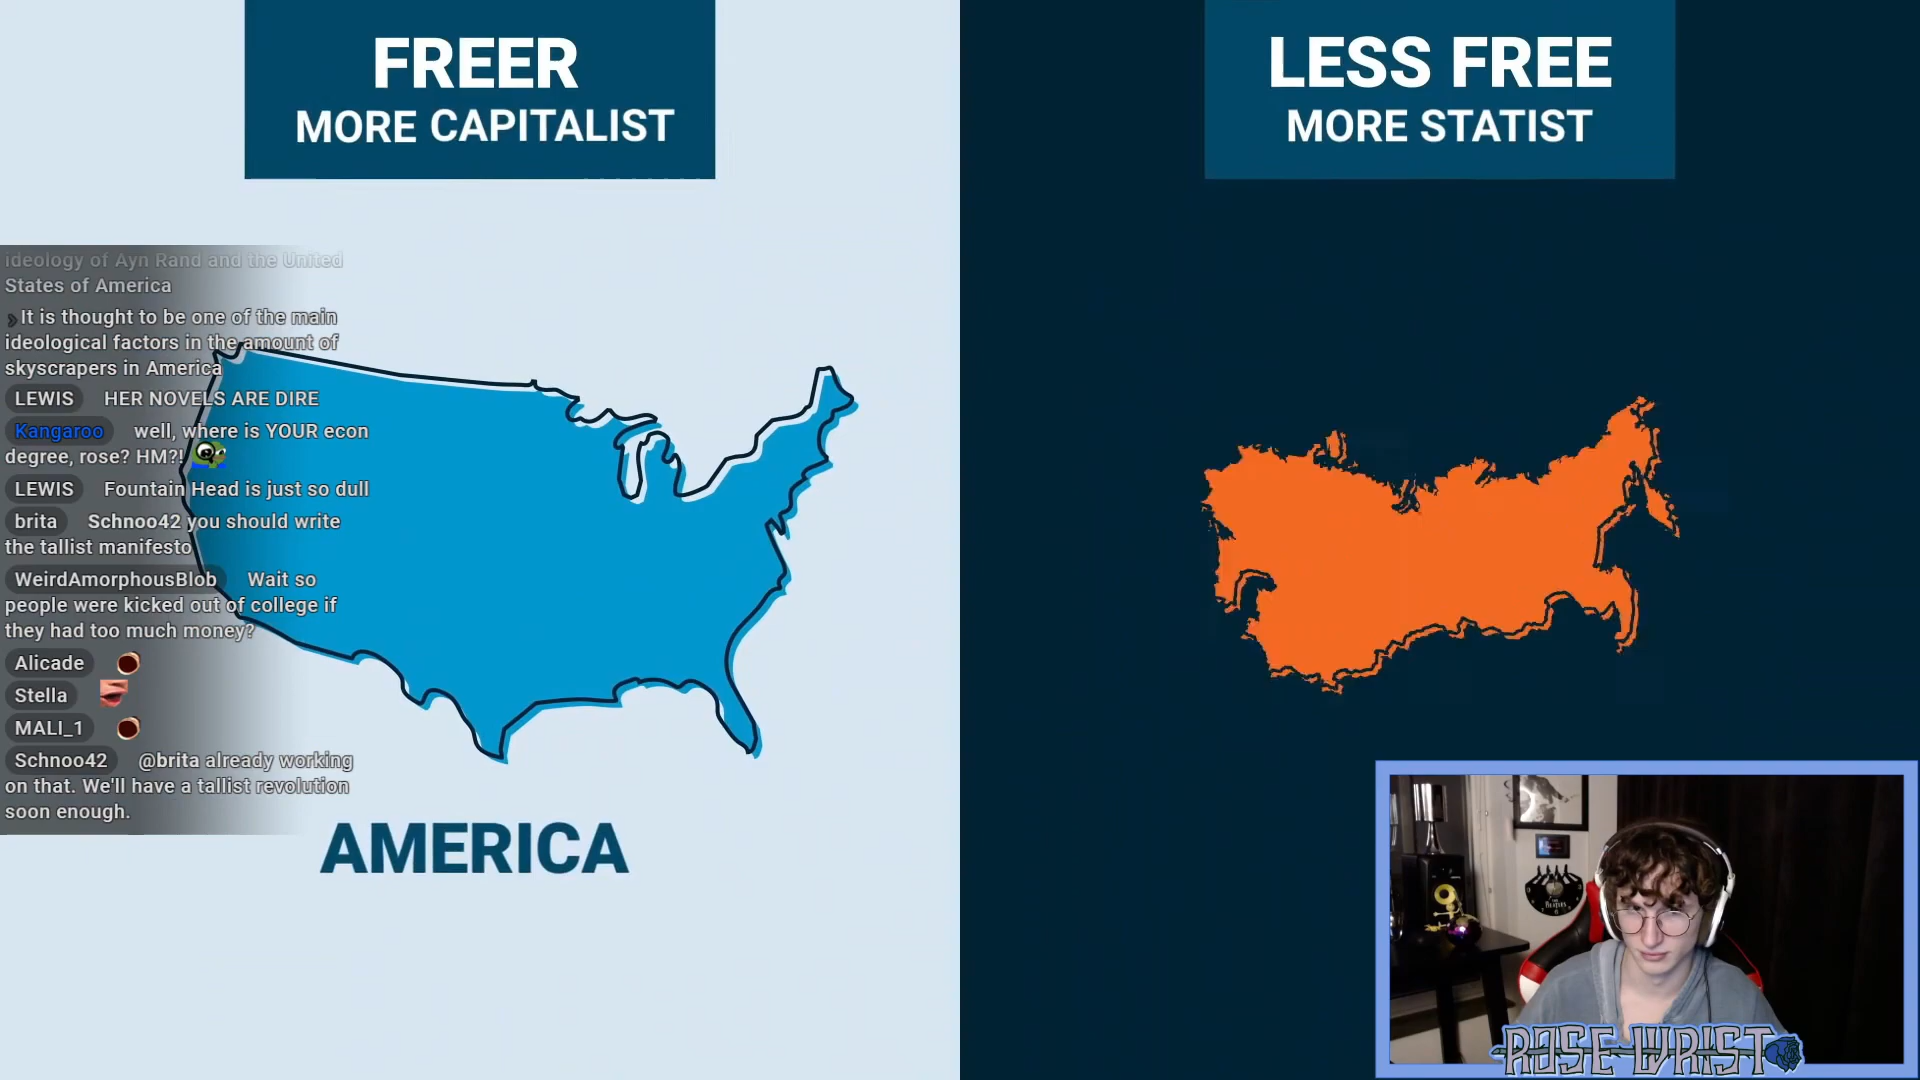 FREER
MORE CAPITALIST
LESS FREE
MORE STATIST
ideology of Ayn Rand and the United
States of America
It is thought to be one of the main
ideological factors in the amount of
skyscrapers in America
LEWIS HER NOVELS ARE DIRE
Kangaroo well, where is YOUR econ
degree, rose? HM?!
LEWIS Fountain Head is just so dull
brita Schnoo42 you should write
the tallist manifesto
WeirdAmorphousBlob Wait so
people were kicked out of college if
they had too much money?
Alicade
Stella
MALI_1
Schnoo42 @brita already working
on that. We'll have a tallist revolution
soon enough.
AMERICA
ROSE WRIST